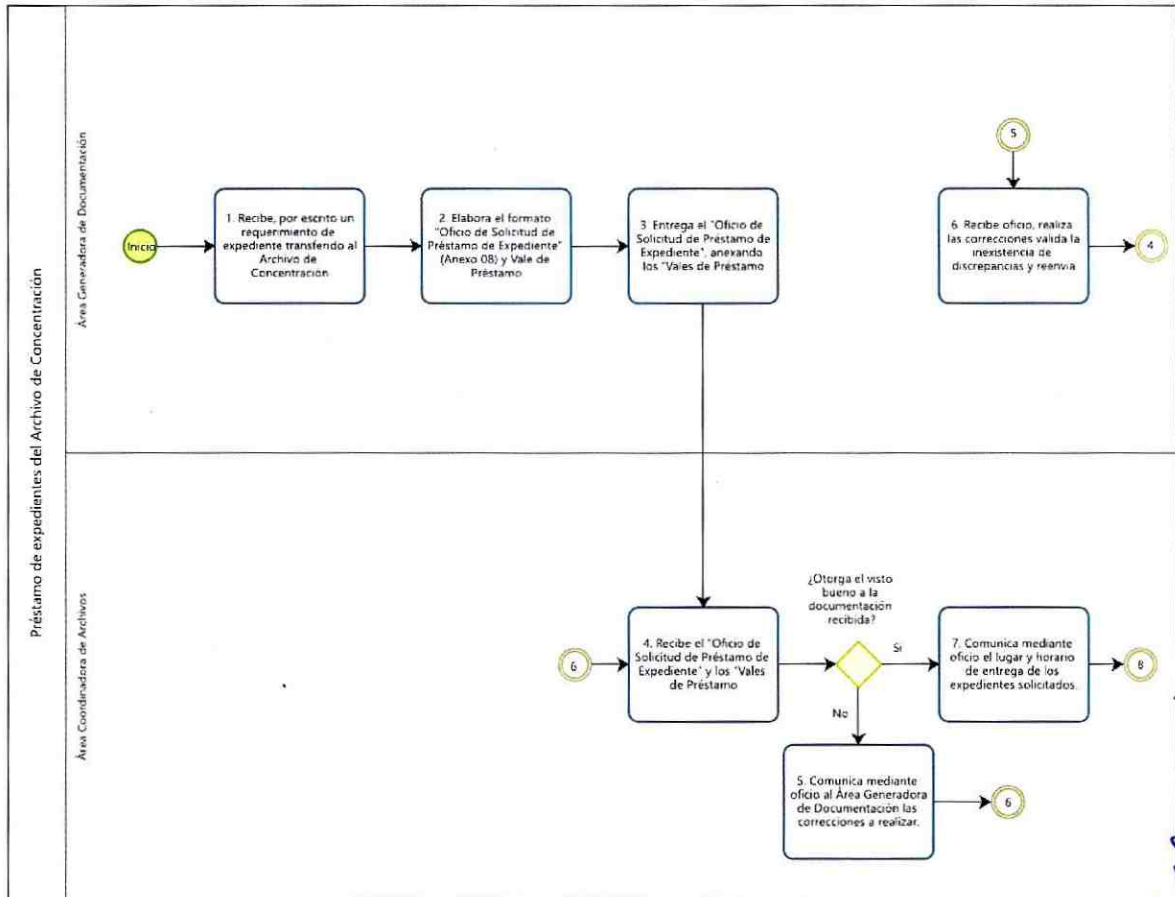 Préstamo de expedientes del Archivo de Concentración
Área Generadora de Documentación
Inicio
1. Recibe, por escrito un
requerimiento de
expediente transferido al
Archivo de
Concentración
2. Elabora el formato
"Oficio de Solicitud de
Préstamo de Expediente"
(Anexo 08) y Vale de
Préstamo
3 Entrega el "Oficio de
Solicitud de Préstamo de
Expediente", anexando
los "Vales de Préstamo
5
6. Recibe oficio, realiza
las correcciones valida la
inexistencia de
discrepancias y reenvia
4
Área Coordinadora de Archivos
6
4. Recibe el "Oficio de
Solicitud de Préstamo de
Expediente" y los "Vales
de Préstamo
¿Otorga el visto
bueno a la
documentación
recibida?
Si
7. Comunica mediante
oficio el lugar y horario
de entrega de los
expedientes solicitados.
8
No
5. Comunica mediante
oficio al Área Generadora
de Documentación las
correcciones a realizar.
6